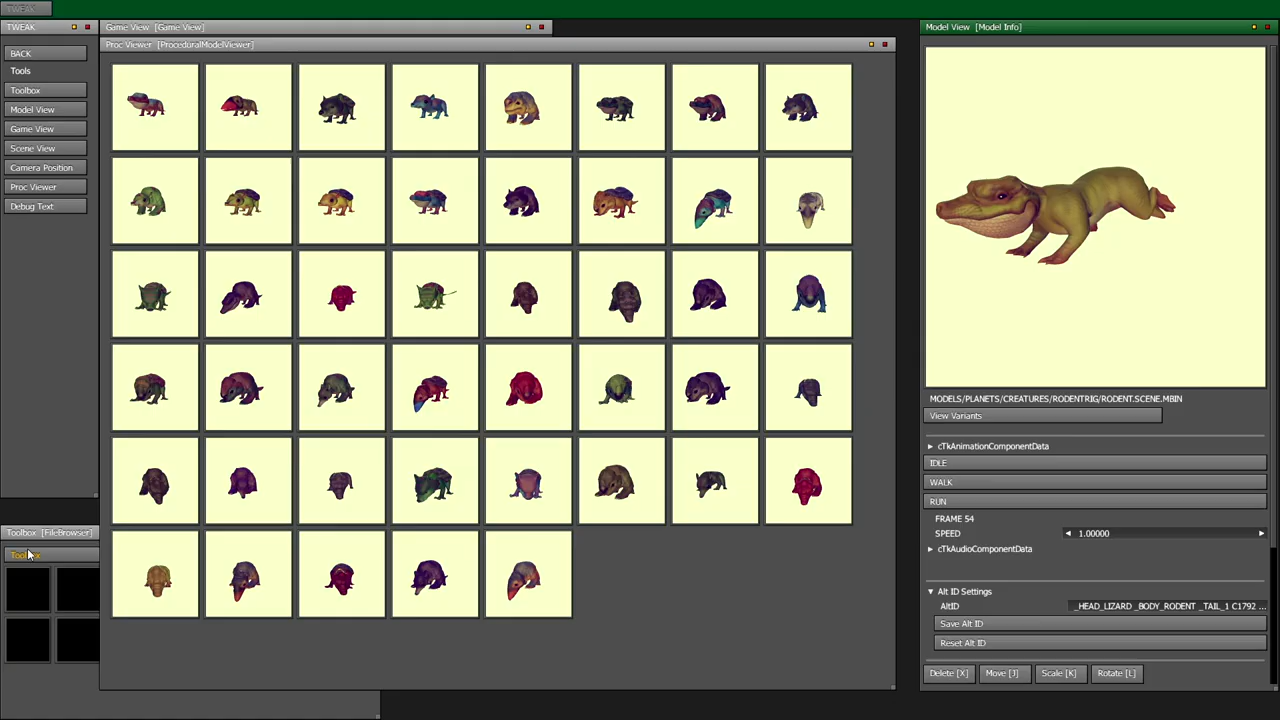 TWEAK
TWEAK
BACK
Tools
Toolbox
Model View
Game View
Scene View
Camera Position
Proc Viewer
Debug Text
Toolbox [FileBrowser]
Toolbox
Game View [Game View]
Proc Viewer [ProceduralModelViewer]
Model View [Model Info]
MODELS/PLANETS/CREATURES/RODENTRIG/RODENT.SCENE.MBIN
View Variants
cTkAnimationComponentData
IDLE
WALK
RUN
FRAME 54
SPEED 1.00000
cTkAudioComponentData
Alt ID Settings
AltID _HEAD_LIZARD _BODY_RODENT _TAIL_1 C1792 ...
Save Alt ID
Reset Alt ID
Delete [X] Move [J] Scale [K] Rotate [L]